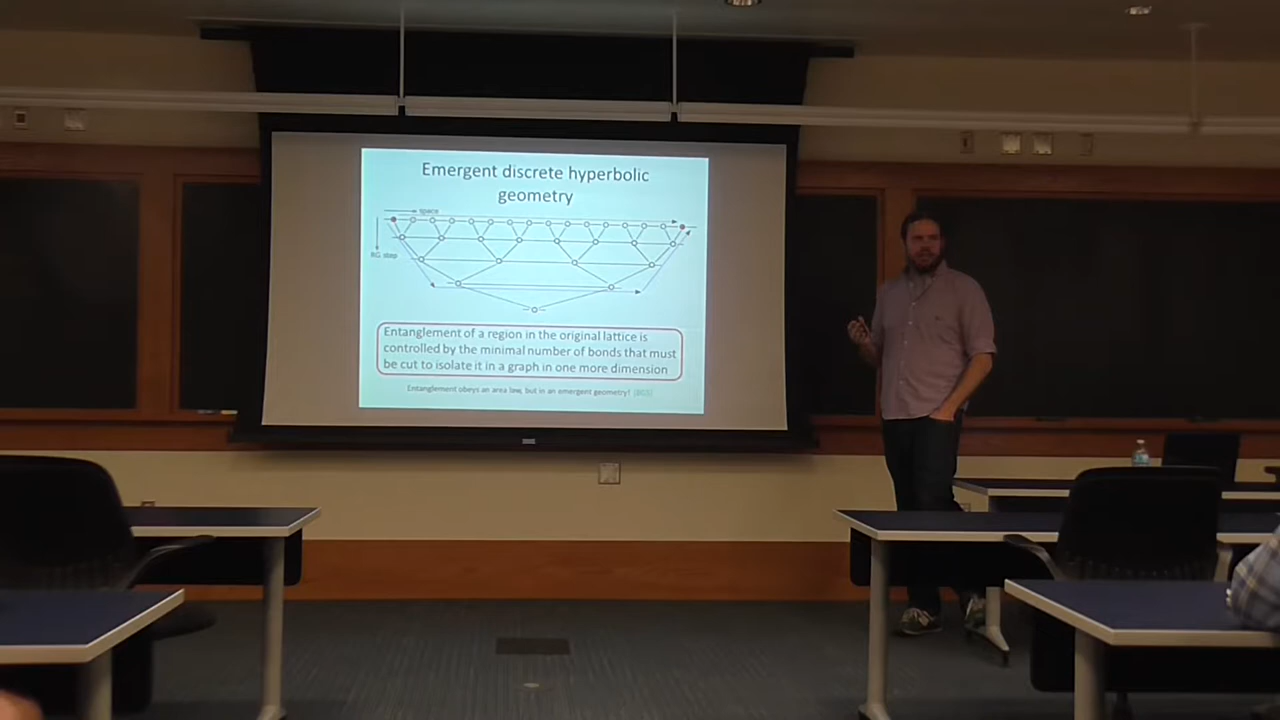 Emergent discrete hyperbolic
geometry
space
RG step
Entanglement of a region in the original lattice is
controlled by the minimal number of bonds that must
be cut to isolate it in a graph in one more dimension
Entanglement obeys an area law, but in an emergent geometry!